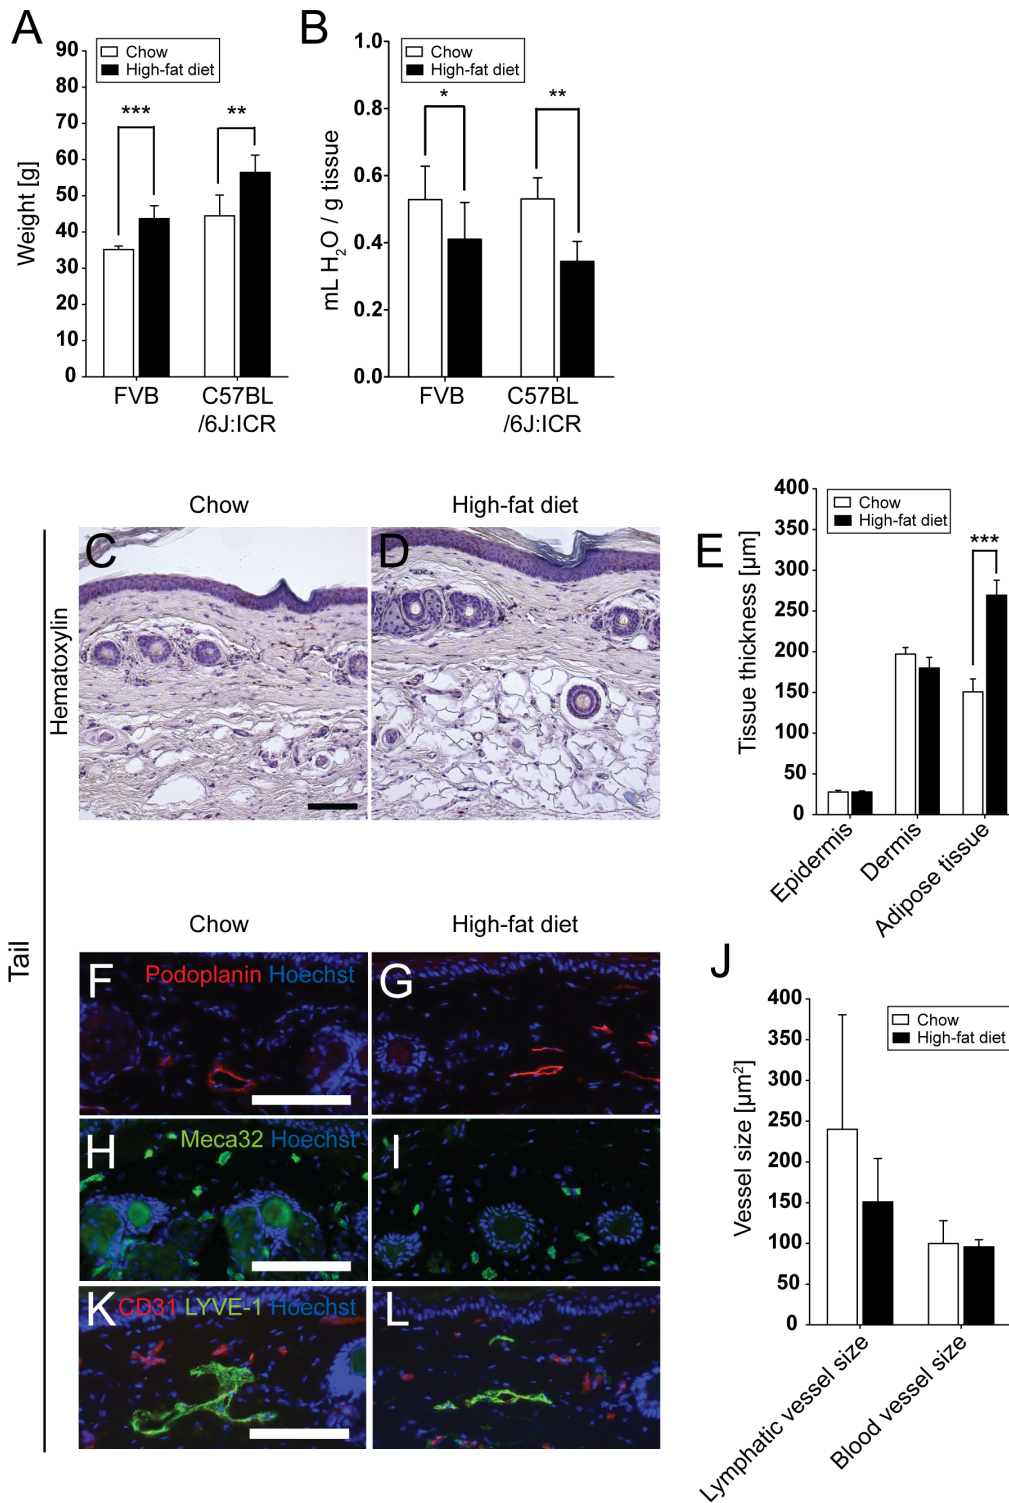 A
Chow
High-fat diet
90
80
70
60
50
40
30
20
10
0
Weight [g]
***
**
FVB
C57BL
/6J:ICR
B
Chow
High-fat diet
1.0
0.8
0.6
0.4
0.2
0.0
mL H2O / g tissue
*
**
FVB
C57BL
/6J:ICR
Chow
High-fat diet
Tail
Hematoxylin
C
D
E
Chow
High-fat diet
400
350
300
250
200
150
100
50
0
Tissue thickness [µm]
***
Epidermis
Dermis
Adipose tissue
Chow
High-fat diet
F
Podoplanin Hoechst
G
H
Meca32 Hoechst
I
K
CD31 LYVE-1 Hoechst
L
J
Chow
High-fat diet
400
350
300
250
200
150
100
50
0
Vessel size [µm²]
Lymphatic vessel size
Blood vessel size